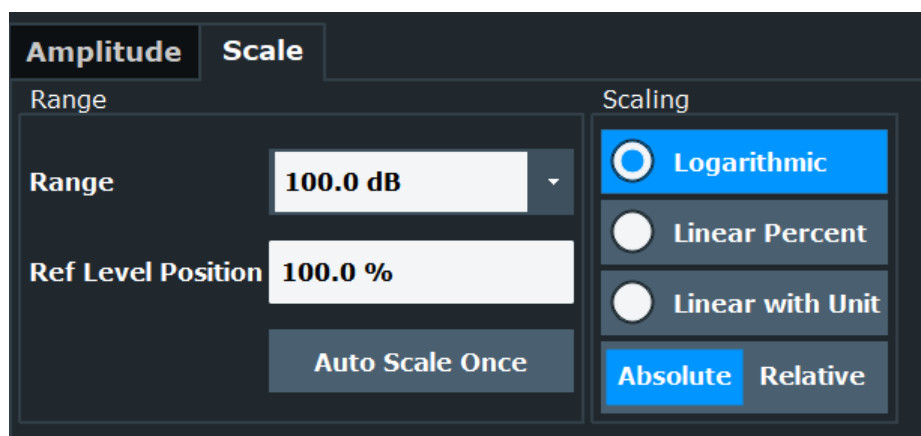 Amplitude Scale
Range Scaling
Range 100.0 dB
Ref Level Position 100.0 %
Auto Scale Once
Logarithmic
Linear Percent
Linear with Unit
Absolute Relative